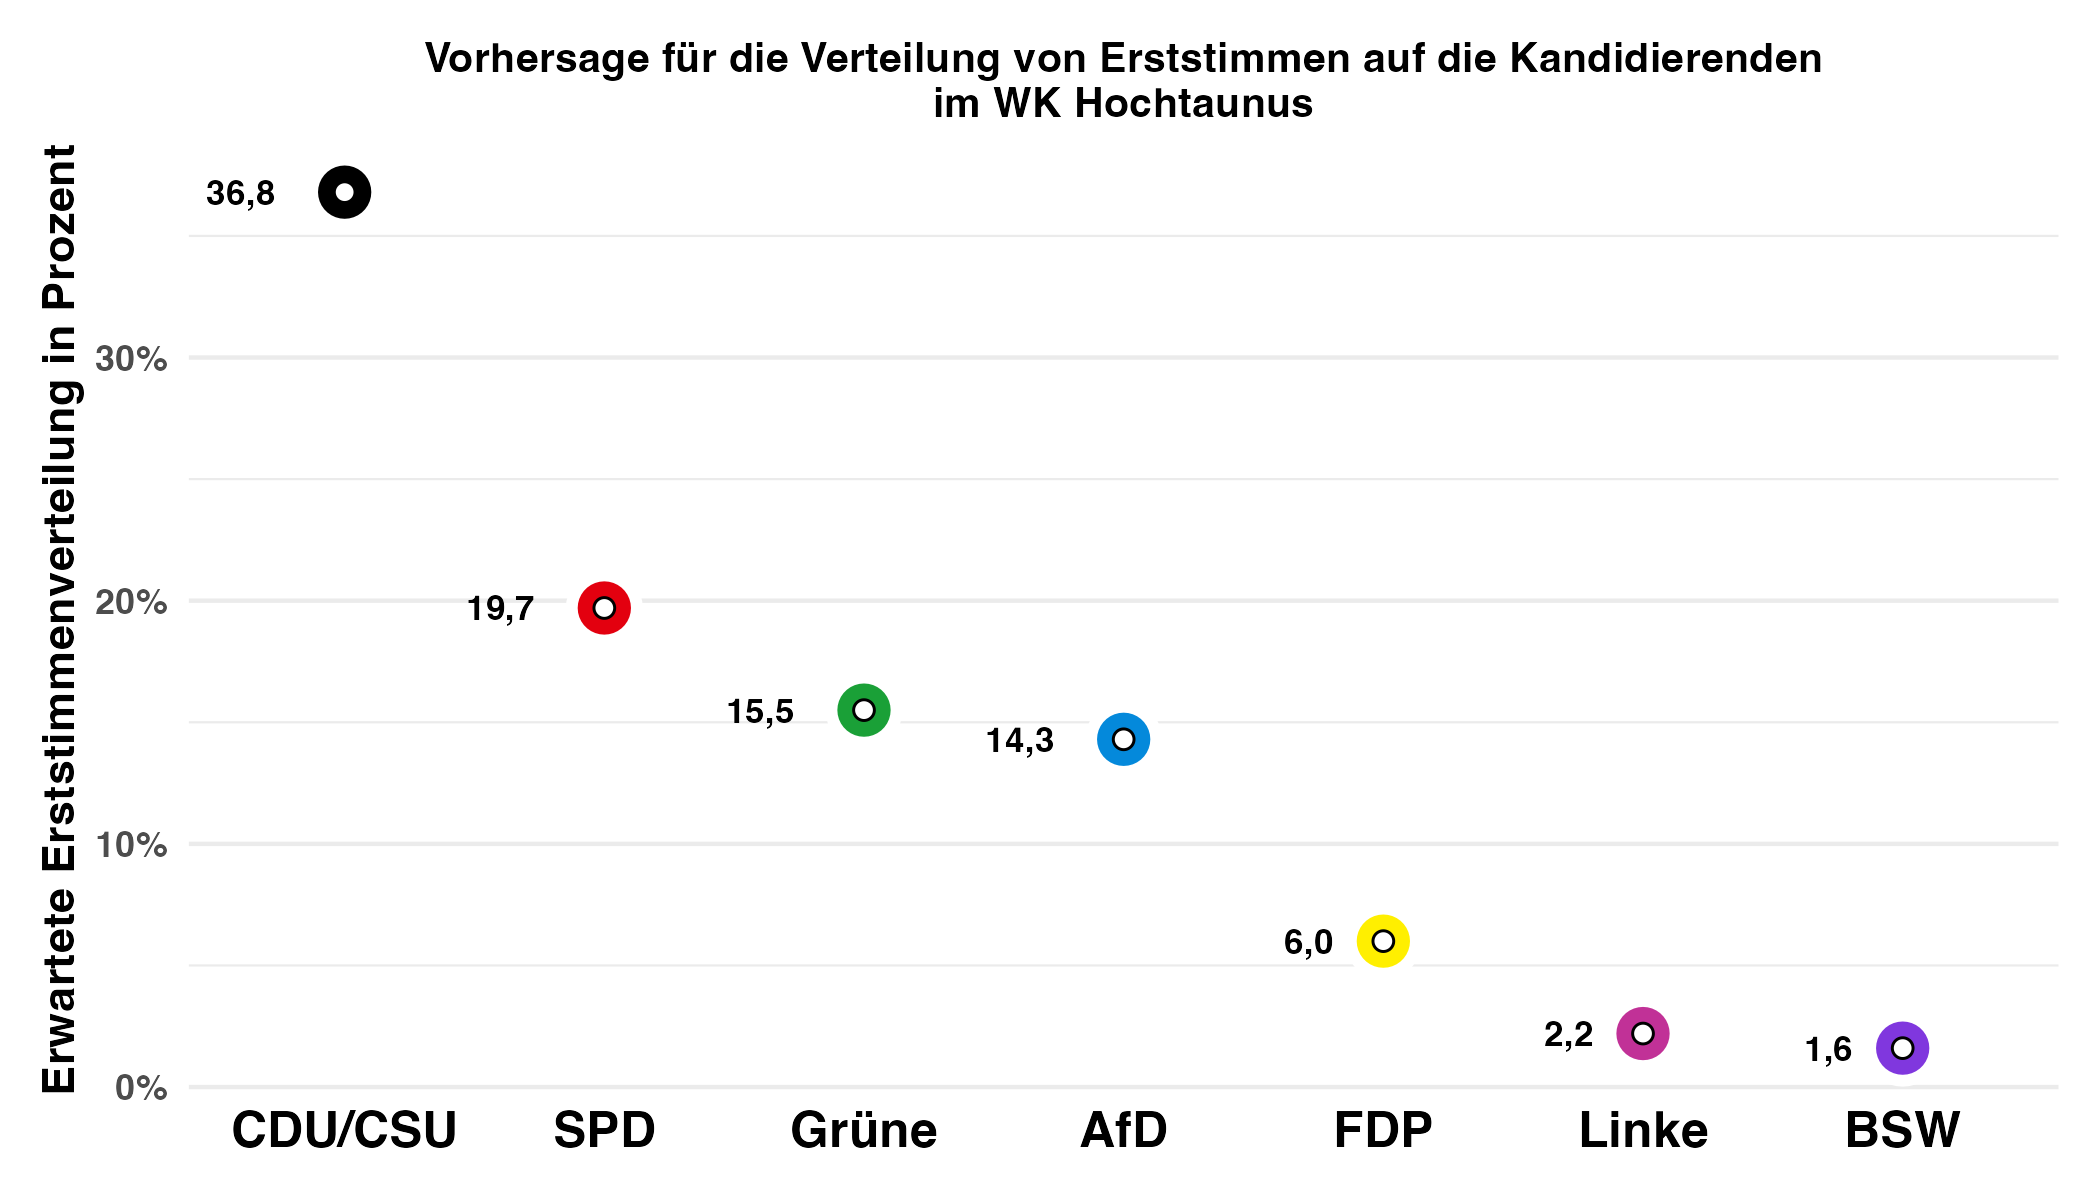 Vorhersage für die Verteilung von Erststimmen auf die Kandidierenden
im WK Hochtaunus
Erwartete Erststimmenverteilung in Prozent
36,8
30%
20%
19,7
15,5
14,3
10%
6,0
2,2
1,6
0%
CDU/CSU SPD Grüne AfD FDP Linke BSW